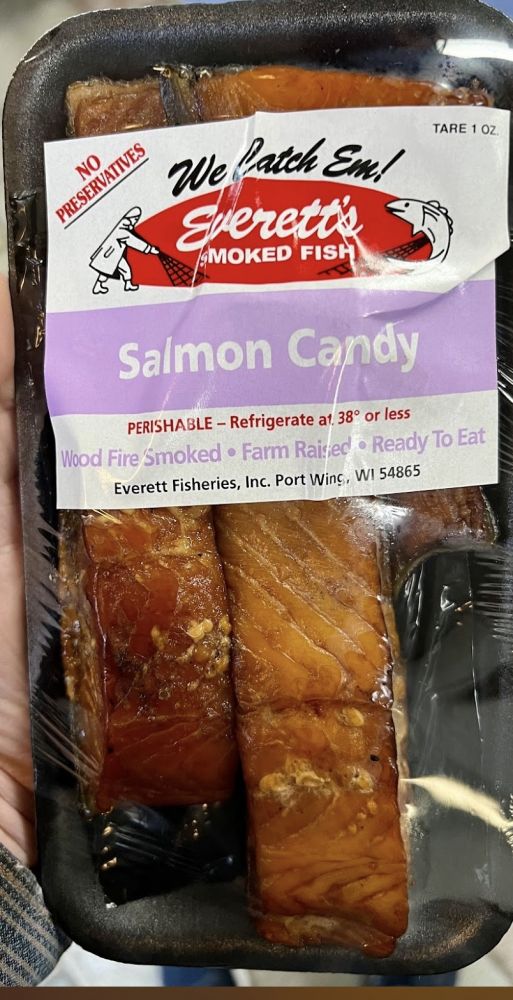 TARE 1 OZ.
NO
PRESERVATIVES
We Catch Em!
Everett's
SMOKED FISH
Salmon Candy
PERISHABLE – Refrigerate at 38° or less
Wood Fire Smoked • Farm Raised • Ready To Eat
Everett Fisheries, Inc. Port Wing, WI 54865